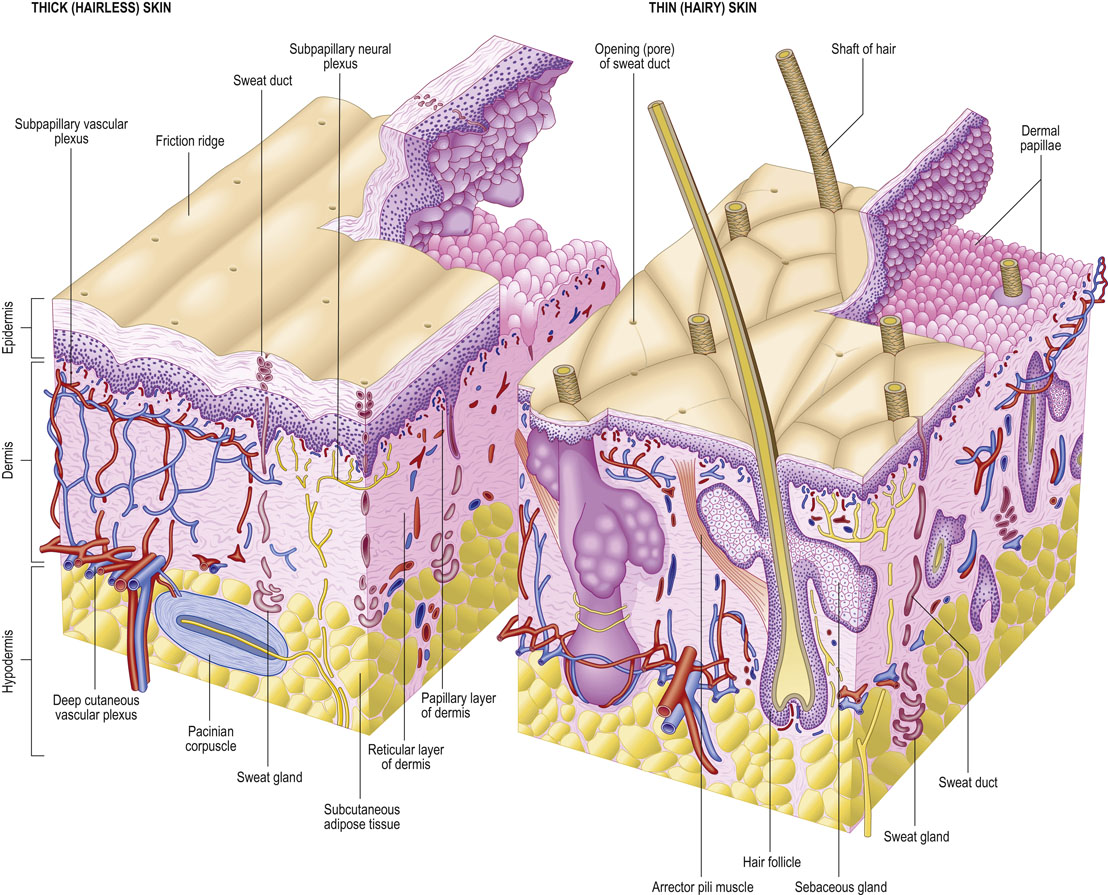 THICK (HAIRLESS) SKIN
THIN (HAIRY) SKIN
Subpapillary neural
plexus
Sweat duct
Subpapillary vascular
plexus
Friction ridge
Opening (pore)
of sweat duct
Shaft of hair
Dermal
papillae
Epidermis
Dermis
Hypodermis
Deep cutaneous
vascular plexus
Pacinian
corpuscle
Sweat gland
Subcutaneous
adipose tissue
Reticular layer
of dermis
Papillary layer
of dermis
Arrector pili muscle
Hair follicle
Sebaceous gland
Sweat gland
Sweat duct